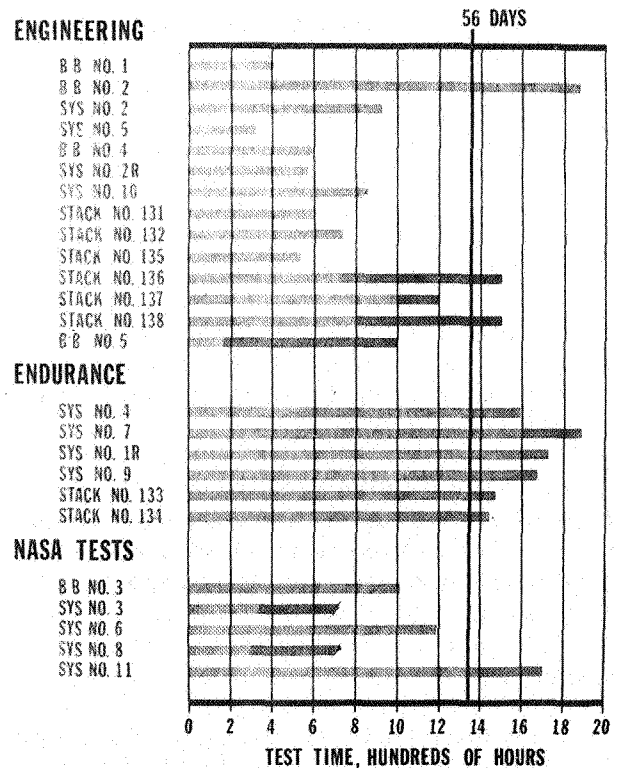 56 DAYS
ENGINEERING
B B NO. 1
B B NO. 2
SYS NO. 2
SYS NO. 5
B B NO. 4
SYS NO. 2R
SYS NO. 10
STACK NO. 131
STACK NO. 132
STACK NO. 135
STACK NO. 136
STACK NO. 137
STACK NO. 138
B B NO. 5
ENDURANCE
SYS NO. 4
SYS NO. 7
SYS NO. 1R
SYS NO. 9
STACK NO. 133
STACK NO. 134
NASA TESTS
B B NO. 3
SYS NO. 3
SYS NO. 6
SYS NO. 8
SYS NO. 11
0 2 4 6 8 10 12 14 16 18 20
TEST TIME, HUNDREDS OF HOURS